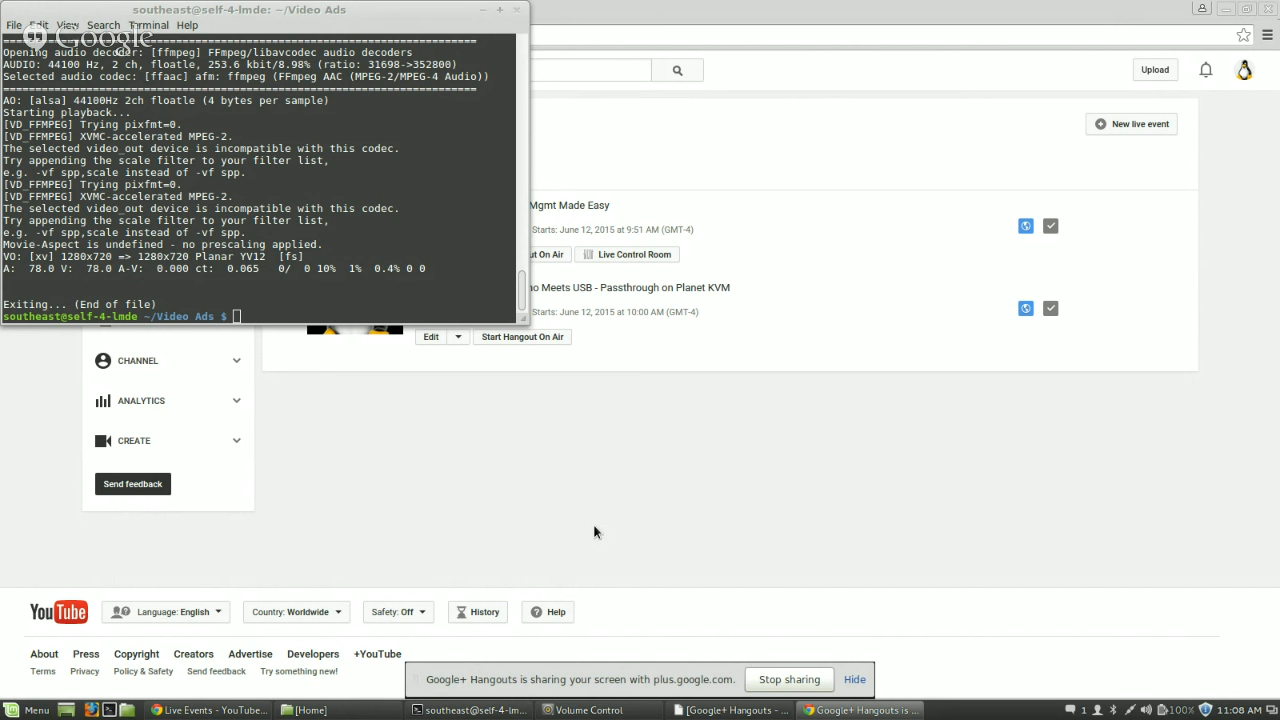 southeast@self-4-lmde: ~/Video Ads
File Edit View Search Terminal Help
Google
Opening audio decoder: [ffmpeg] FFmpeg/libavcodec audio decoders
AUDIO: 44100 Hz, 2 ch, floatle, 253.6 kbit/8.98% (ratio: 31698->352800)
Selected audio codec: [ffaac] afm: ffmpeg (FFmpeg AAC (MPEG-2/MPEG-4 Audio))
==========================================================================
AO: [alsa] 44100Hz 2ch floatle (4 bytes per sample)
Starting playback...
[VD_FFMPEG] Trying pixfmt=0.
[VD_FFMPEG] XVMC-accelerated MPEG-2.
The selected video_out device is incompatible with this codec.
Try appending the scale filter to your filter list,
e.g. -vf spp,scale instead of -vf spp.
[VD_FFMPEG] Trying pixfmt=0.
[VD_FFMPEG] XVMC-accelerated MPEG-2.
The selected video_out device is incompatible with this codec.
Try appending the scale filter to your filter list,
e.g. -vf spp,scale instead of -vf spp.
Movie-Aspect is undefined - no prescaling applied.
VO: [xv] 1280x720 => 1280x720 Planar YV12 [fs]
A: 78.0 V: 78.0 A-V: 0.000 ct: 0.065 0/ 0 10% 1% 0.4% 0 0
Exiting... (End of file)
southeast@self-4-lmde ~/Video Ads $
Upload
New live event
Mgmt Made Easy
Starts: June 12, 2015 at 9:51 AM (GMT-4)
ut On Air Live Control Room
o Meets USB - Passthrough on Planet KVM
Starts: June 12, 2015 at 10:00 AM (GMT-4)
Edit Start Hangout On Air
CHANNEL
ANALYTICS
CREATE
Send feedback
YouTube Language: English Country: Worldwide Safety: Off History Help
About Press Copyright Creators Advertise Developers +YouTube
Terms Privacy Policy & Safety Send feedback Try something new!
Google+ Hangouts is sharing your screen with plus.google.com. Stop sharing Hide
Menu Live Events - YouTube... [Home] southeast@self-4-lm... Volume Control [Google+ Hangouts - ... Google+ Hangouts is ... 1 100% 11:08 AM